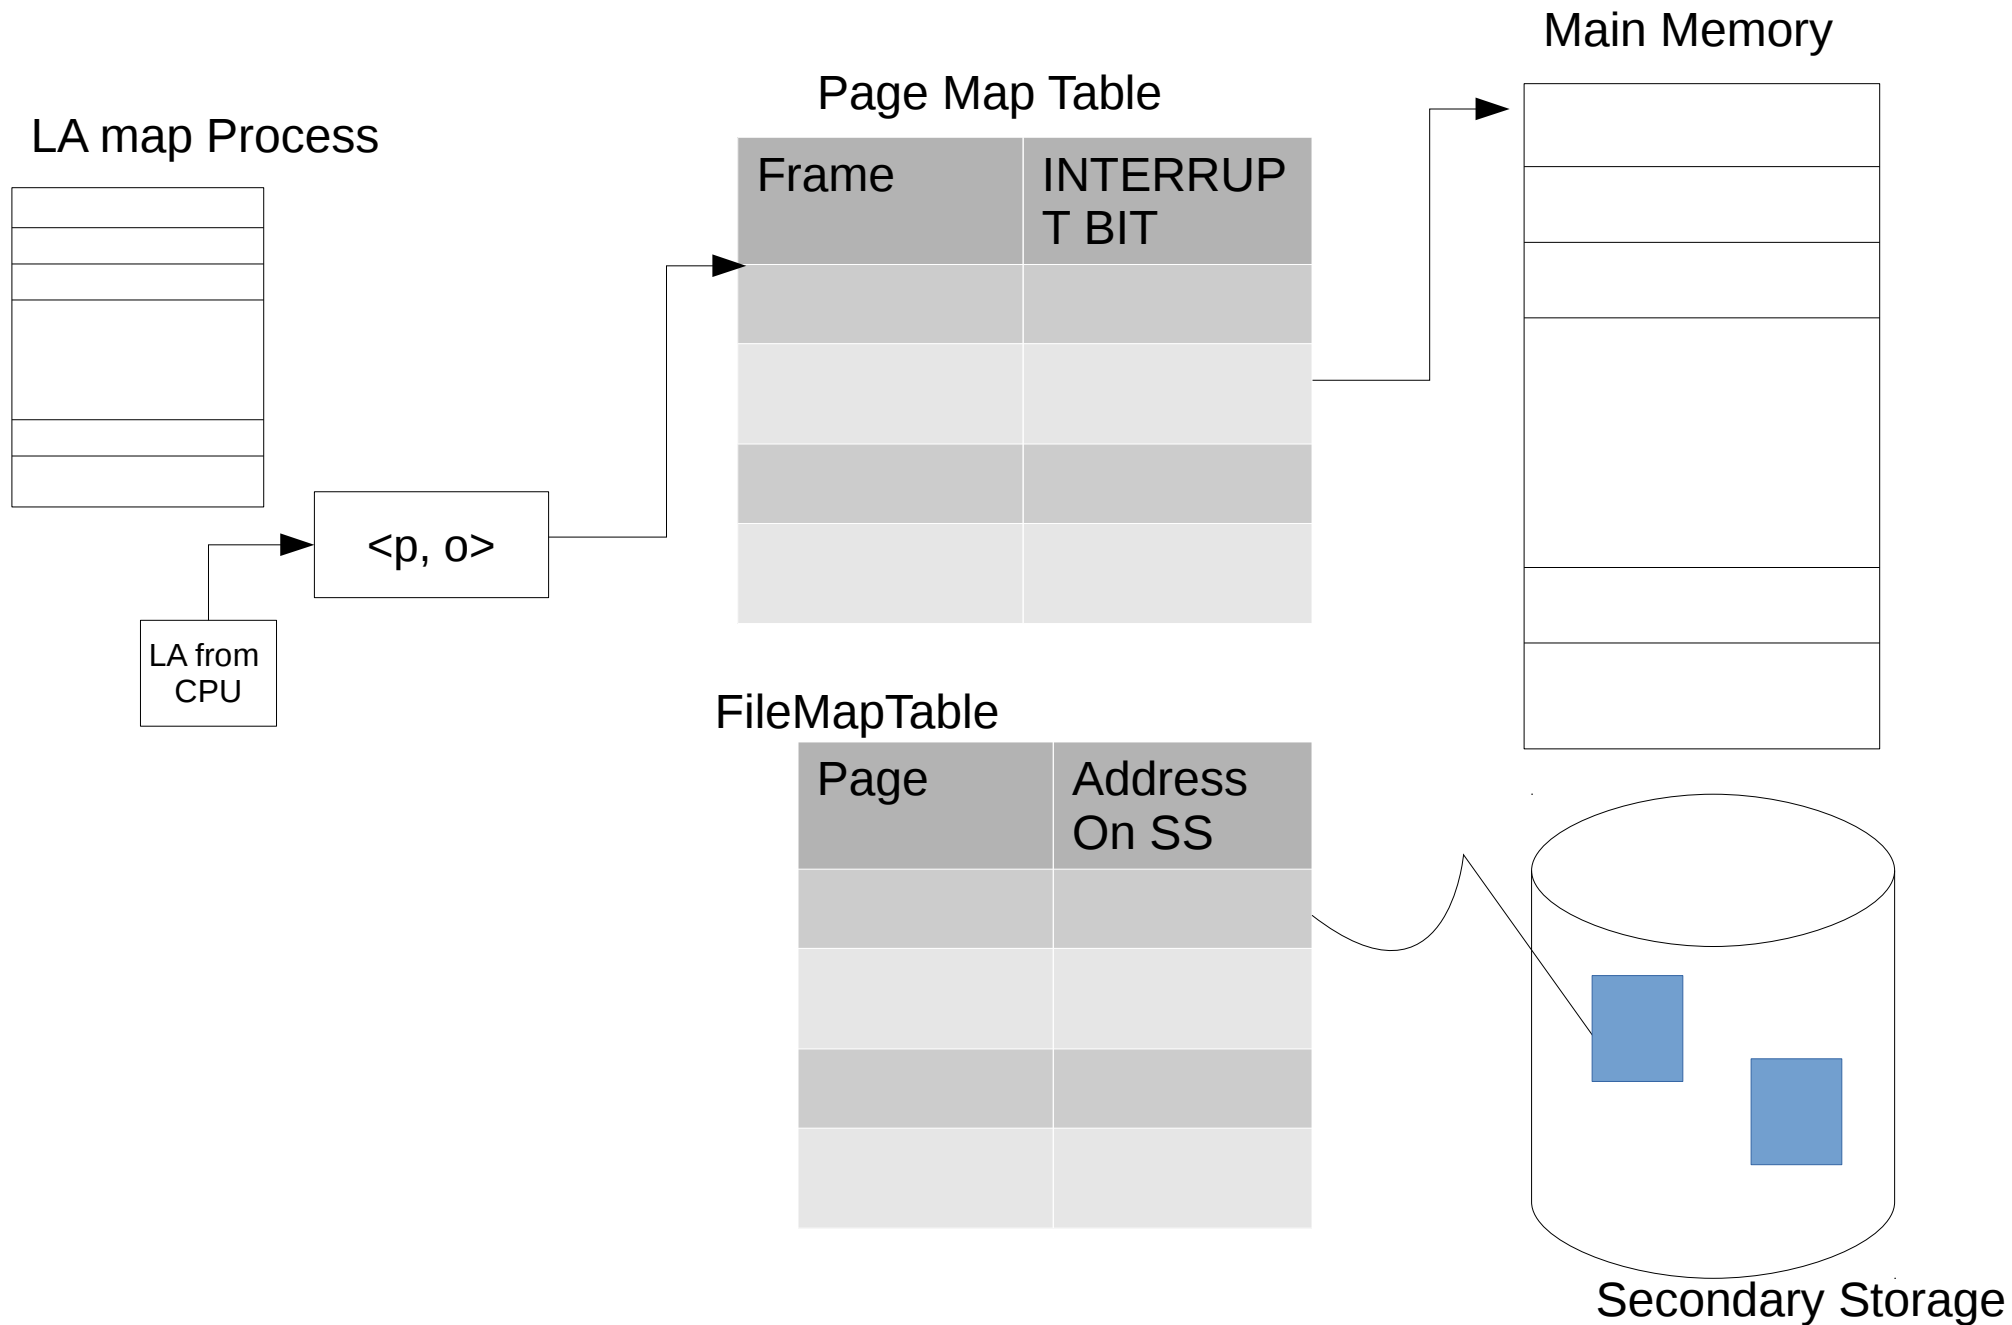 Main Memory
Page Map Table
LA map Process
Frame
INTERRUP
T BIT
<p, o>
LA from
CPU
FileMapTable
Page
Address
On SS
Secondary Storage